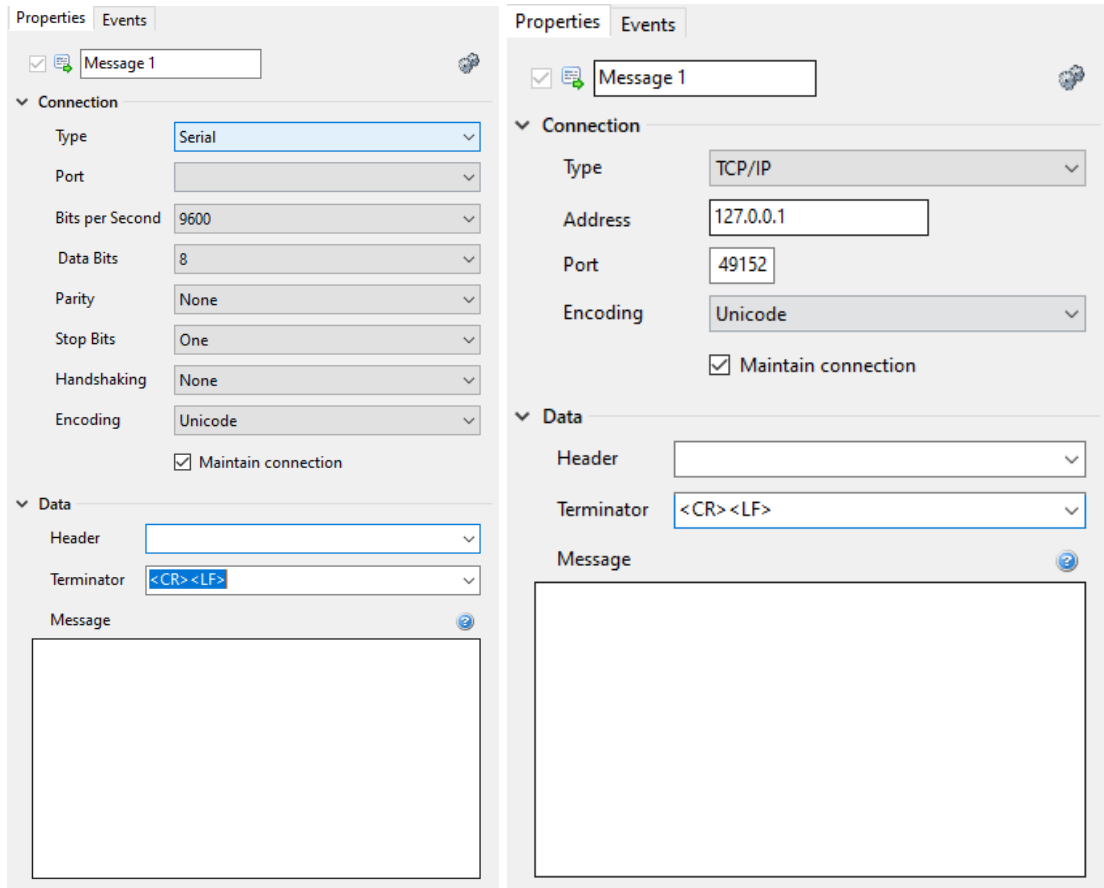 Properties Events
Message 1
Connection
Type Serial
Port
Bits per Second 9600
Data Bits 8
Parity None
Stop Bits One
Handshaking None
Encoding Unicode
Maintain connection
Data
Header
Terminator <CR><LF>
Message
Properties Events
Message 1
Connection
Type TCP/IP
Address 127.0.0.1
Port 49152
Encoding Unicode
Maintain connection
Data
Header
Terminator <CR><LF>
Message